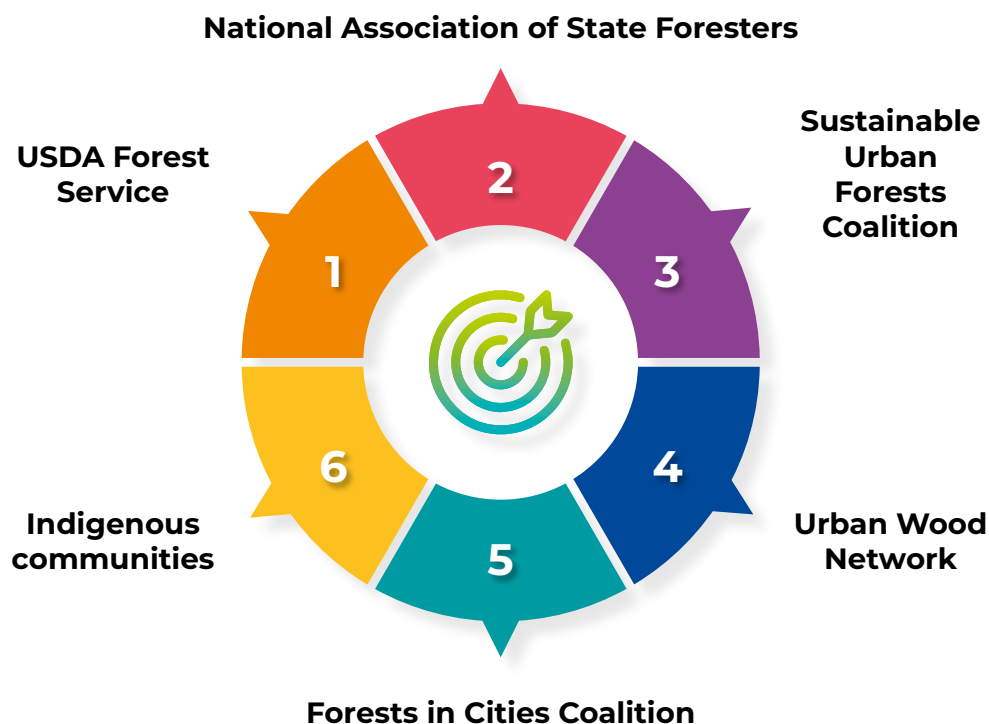 National Association of State Foresters
USDA Forest
Service
Sustainable
Urban
Forests
Coalition
2
1
3
6
4
5
Indigenous
communities
Urban Wood
Network
Forests in Cities Coalition